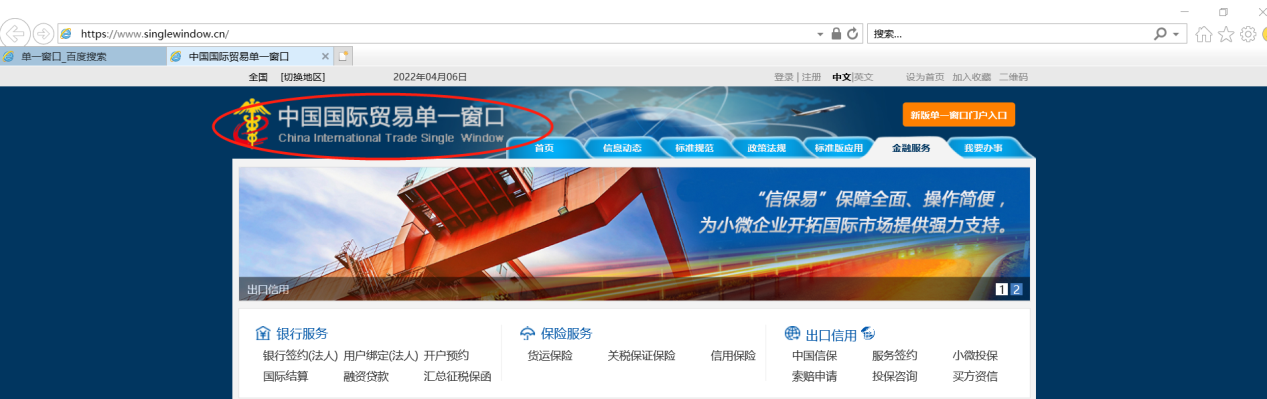 https://www.singlewindow.cn/
搜索...
单一窗口_百度搜索
中国国际贸易单一窗口
全国 [切换地区] 2022年04月06日 登录 | 注册 中文|英文 设为首页 加入收藏 二维码
中国国际贸易单一窗口
China International Trade Single Window
新版单一窗口门户入口
首页 信息动态 标准规范 政策法规 标准版应用 金融服务 我要办事
“信保易”保障全面、操作简便，
为小微企业开拓国际市场提供强力支持。
出口信用 1 2
银行服务
银行签约(法人) 用户绑定(法人) 开户预约
国际结算 融资贷款 汇总征税保函
保险服务
货运保险 关税保证保险 信用保险
出口信用
中国信保 服务签约 小微投保
索赔申请 投保咨询 买方资信